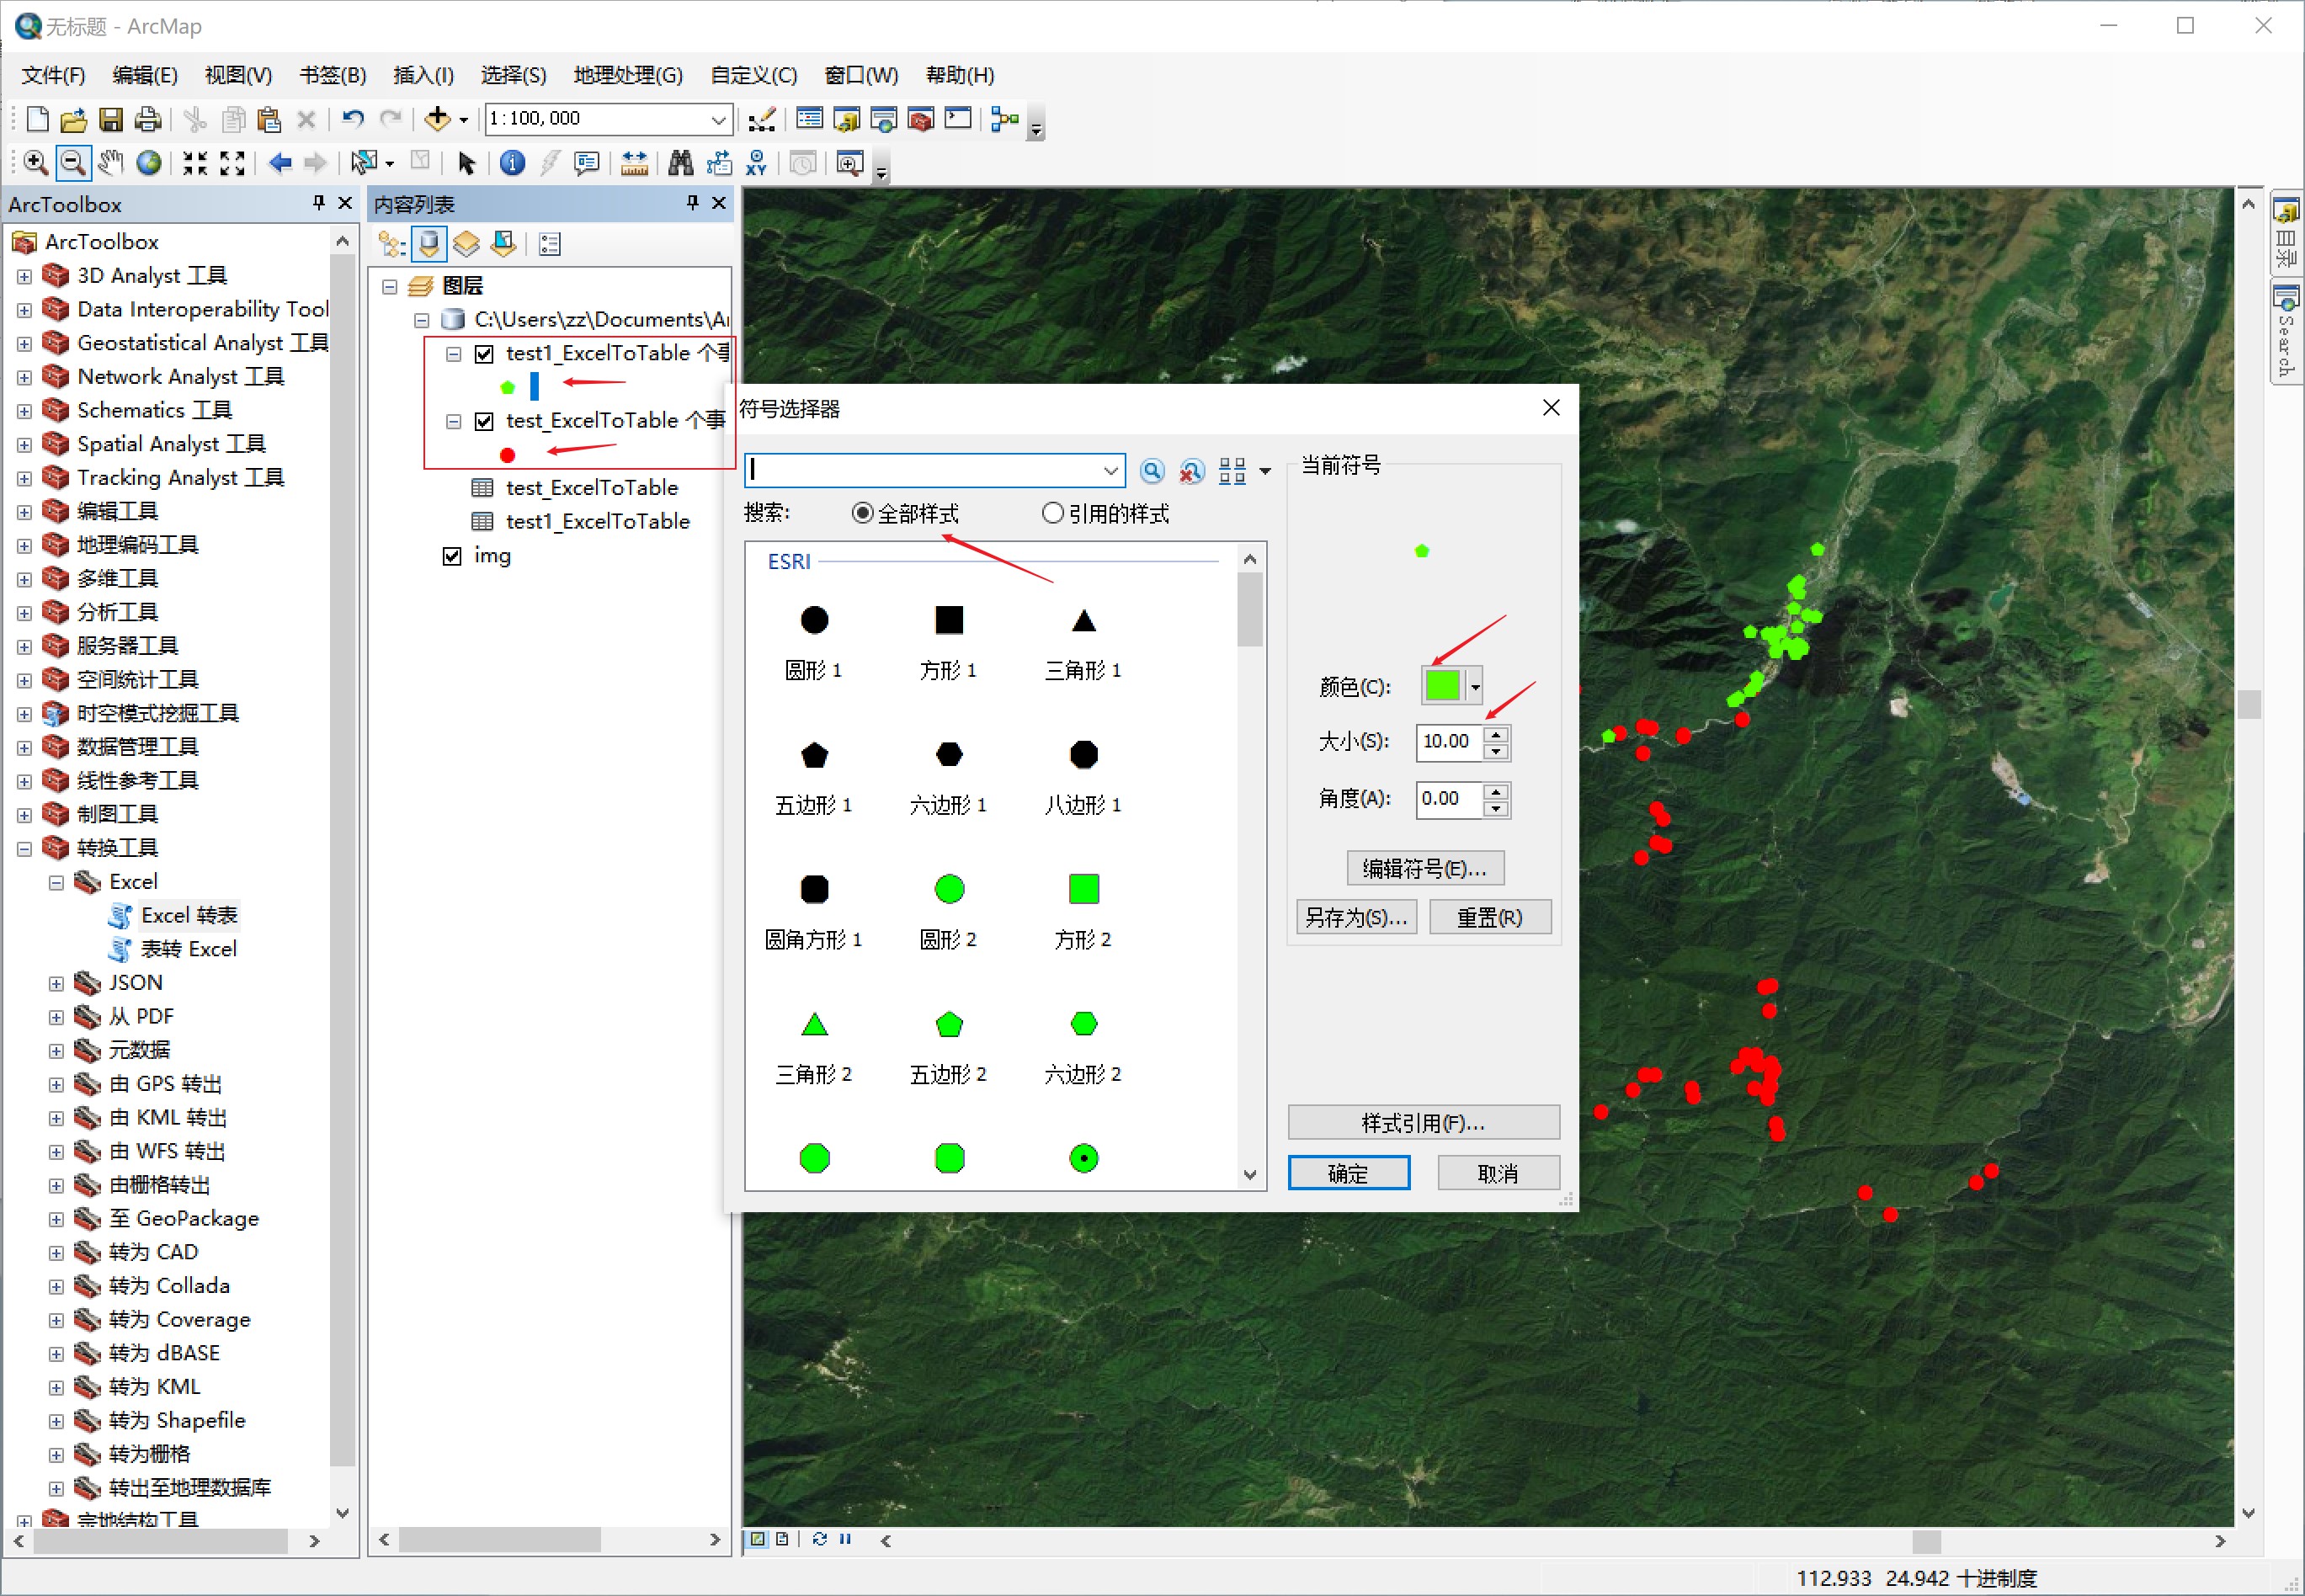 无标题 - ArcMap
文件(F) 编辑(E) 视图(V) 书签(B) 插入(I) 选择(S) 地理处理(G) 自定义(C) 窗口(W) 帮助(H)
1:100,000
XY
ArcToolbox
ArcToolbox
3D Analyst 工具
Data Interoperability Tool
Geostatistical Analyst 工具
Network Analyst 工具
Schematics 工具
Spatial Analyst 工具
Tracking Analyst 工具
编辑工具
地理编码工具
多维工具
分析工具
服务器工具
空间统计工具
时空模式挖掘工具
数据管理工具
线性参考工具
制图工具
转换工具
Excel
Excel 转表
表转 Excel
JSON
从 PDF
元数据
由 GPS 转出
由 KML 转出
由 WFS 转出
由栅格转出
至 GeoPackage
转为 CAD
转为 Collada
转为 Coverage
转为 dBASE
转为 KML
转为 Shapefile
转为栅格
转出至地理数据库
宗地结构工具
内容列表
图层
C:\Users\zz\Documents\A
test1_ExcelToTable 个事
test_ExcelToTable 个事
test_ExcelToTable
test1_ExcelToTable
img
符号选择器
搜索: 全部样式 引用的样式
ESRI
圆形 1 方形 1 三角形 1
五边形 1 六边形 1 八边形 1
圆角方形 1 圆形 2 方形 2
三角形 2 五边形 2 六边形 2
当前符号
颜色(C):
大小(S): 10.00
角度(A): 0.00
编辑符号(E)...
另存为(S)... 重置(R)
样式引用(F)...
确定 取消
目录
Search
112.933 24.942 十进制度